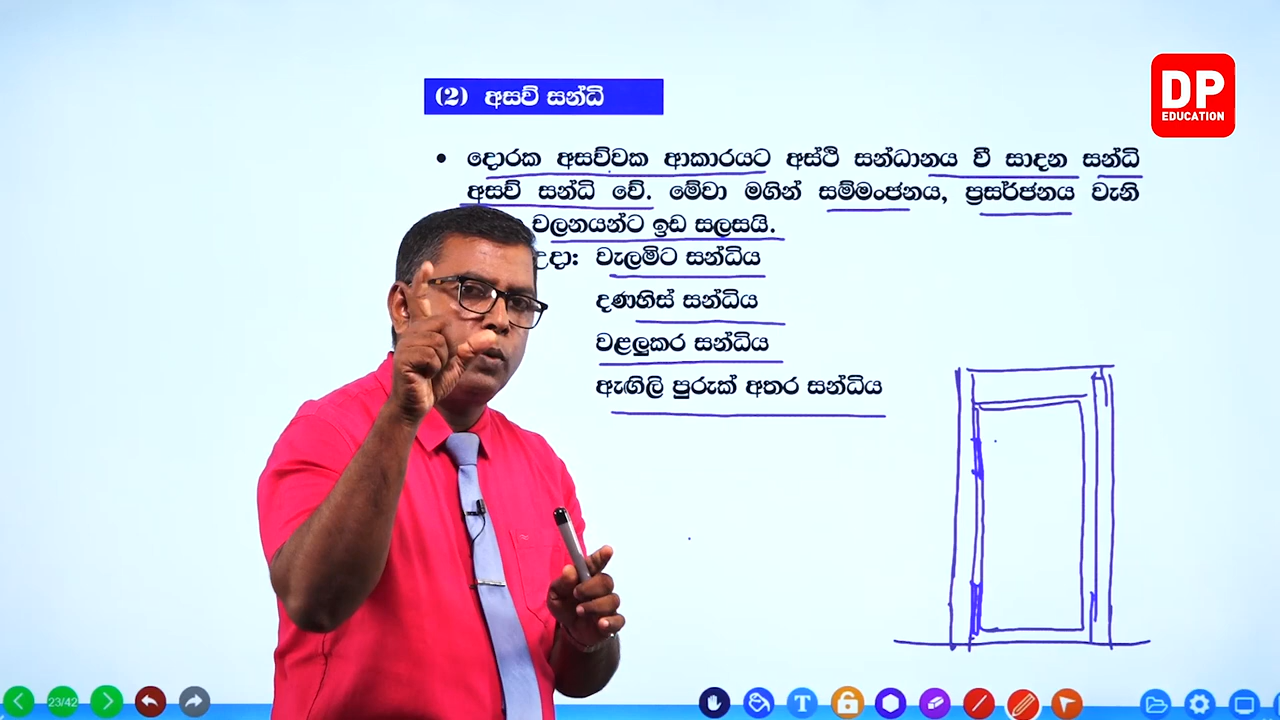 DP
EDUCATION
(2) අසව් සන්ධි
• දොරක අසව්වක ආකාරයට අස්ථි සන්ධානය වී සාදන සන්ධි
අසව් සන්ධි වේ. මේවා මගින් සම්මංජනය, ප්‍රසර්ජනය වැනි
චලනයන්ට ඉඩ සලසයි.
උදා: වැලමිට සන්ධිය
දණහිස් සන්ධිය
වළලුකර සන්ධිය
ඇඟිලි පුරුක් අතර සන්ධිය
23/42